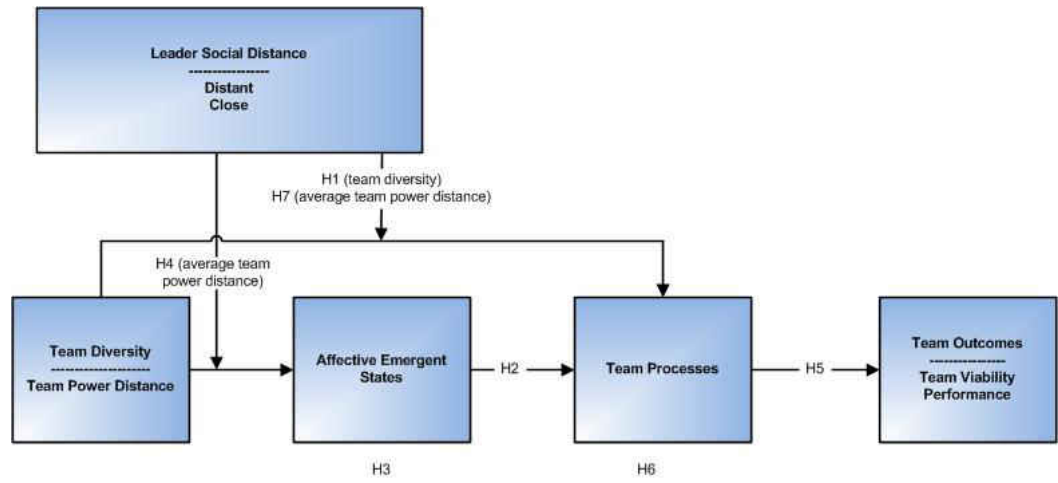 Leader Social Distance
-----------------
Distant
Close
H1 (team diversity)
H7 (average team power distance)
H4 (average team
power distance)
Team Diversity
---------------------
Team Power Distance
Affective Emergent
States
H2
Team Processes
H5
Team Outcomes
----------------
Team Viability
Performance
H3
H6